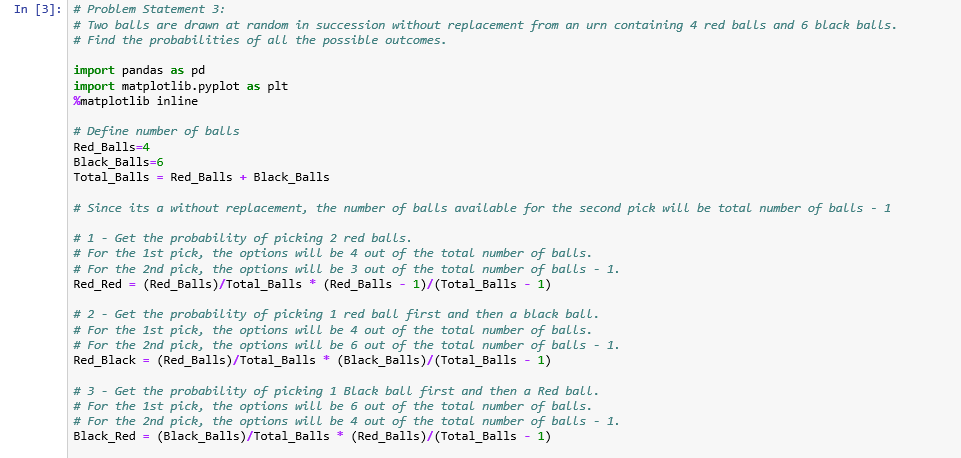 In [3]: # Problem Statement 3:
# Two balls are drawn at random in succession without replacement from an urn containing 4 red balls and 6 black balls.
# Find the probabilities of all the possible outcomes.
import pandas as pd
import matplotlib.pyplot as plt
%matplotlib inline
# Define number of balls
Red_Balls=4
Black_Balls=6
Total_Balls = Red_Balls + Black_Balls
# Since its a without replacement, the number of balls available for the second pick will be total number of balls - 1
# 1 - Get the probability of picking 2 red balls.
# For the 1st pick, the options will be 4 out of the total number of balls.
# For the 2nd pick, the options will be 3 out of the total number of balls - 1.
Red_Red = (Red_Balls)/Total_Balls * (Red_Balls - 1)/(Total_Balls - 1)
# 2 - Get the probability of picking 1 red ball first and then a black ball.
# For the 1st pick, the options will be 4 out of the total number of balls.
# For the 2nd pick, the options will be 6 out of the total number of balls - 1.
Red_Black = (Red_Balls)/Total_Balls * (Black_Balls)/(Total_Balls - 1)
# 3 - Get the probability of picking 1 Black ball first and then a Red ball.
# For the 1st pick, the options will be 6 out of the total number of balls.
# For the 2nd pick, the options will be 4 out of the total number of balls - 1.
Black_Red = (Black_Balls)/Total_Balls * (Red_Balls)/(Total_Balls - 1)